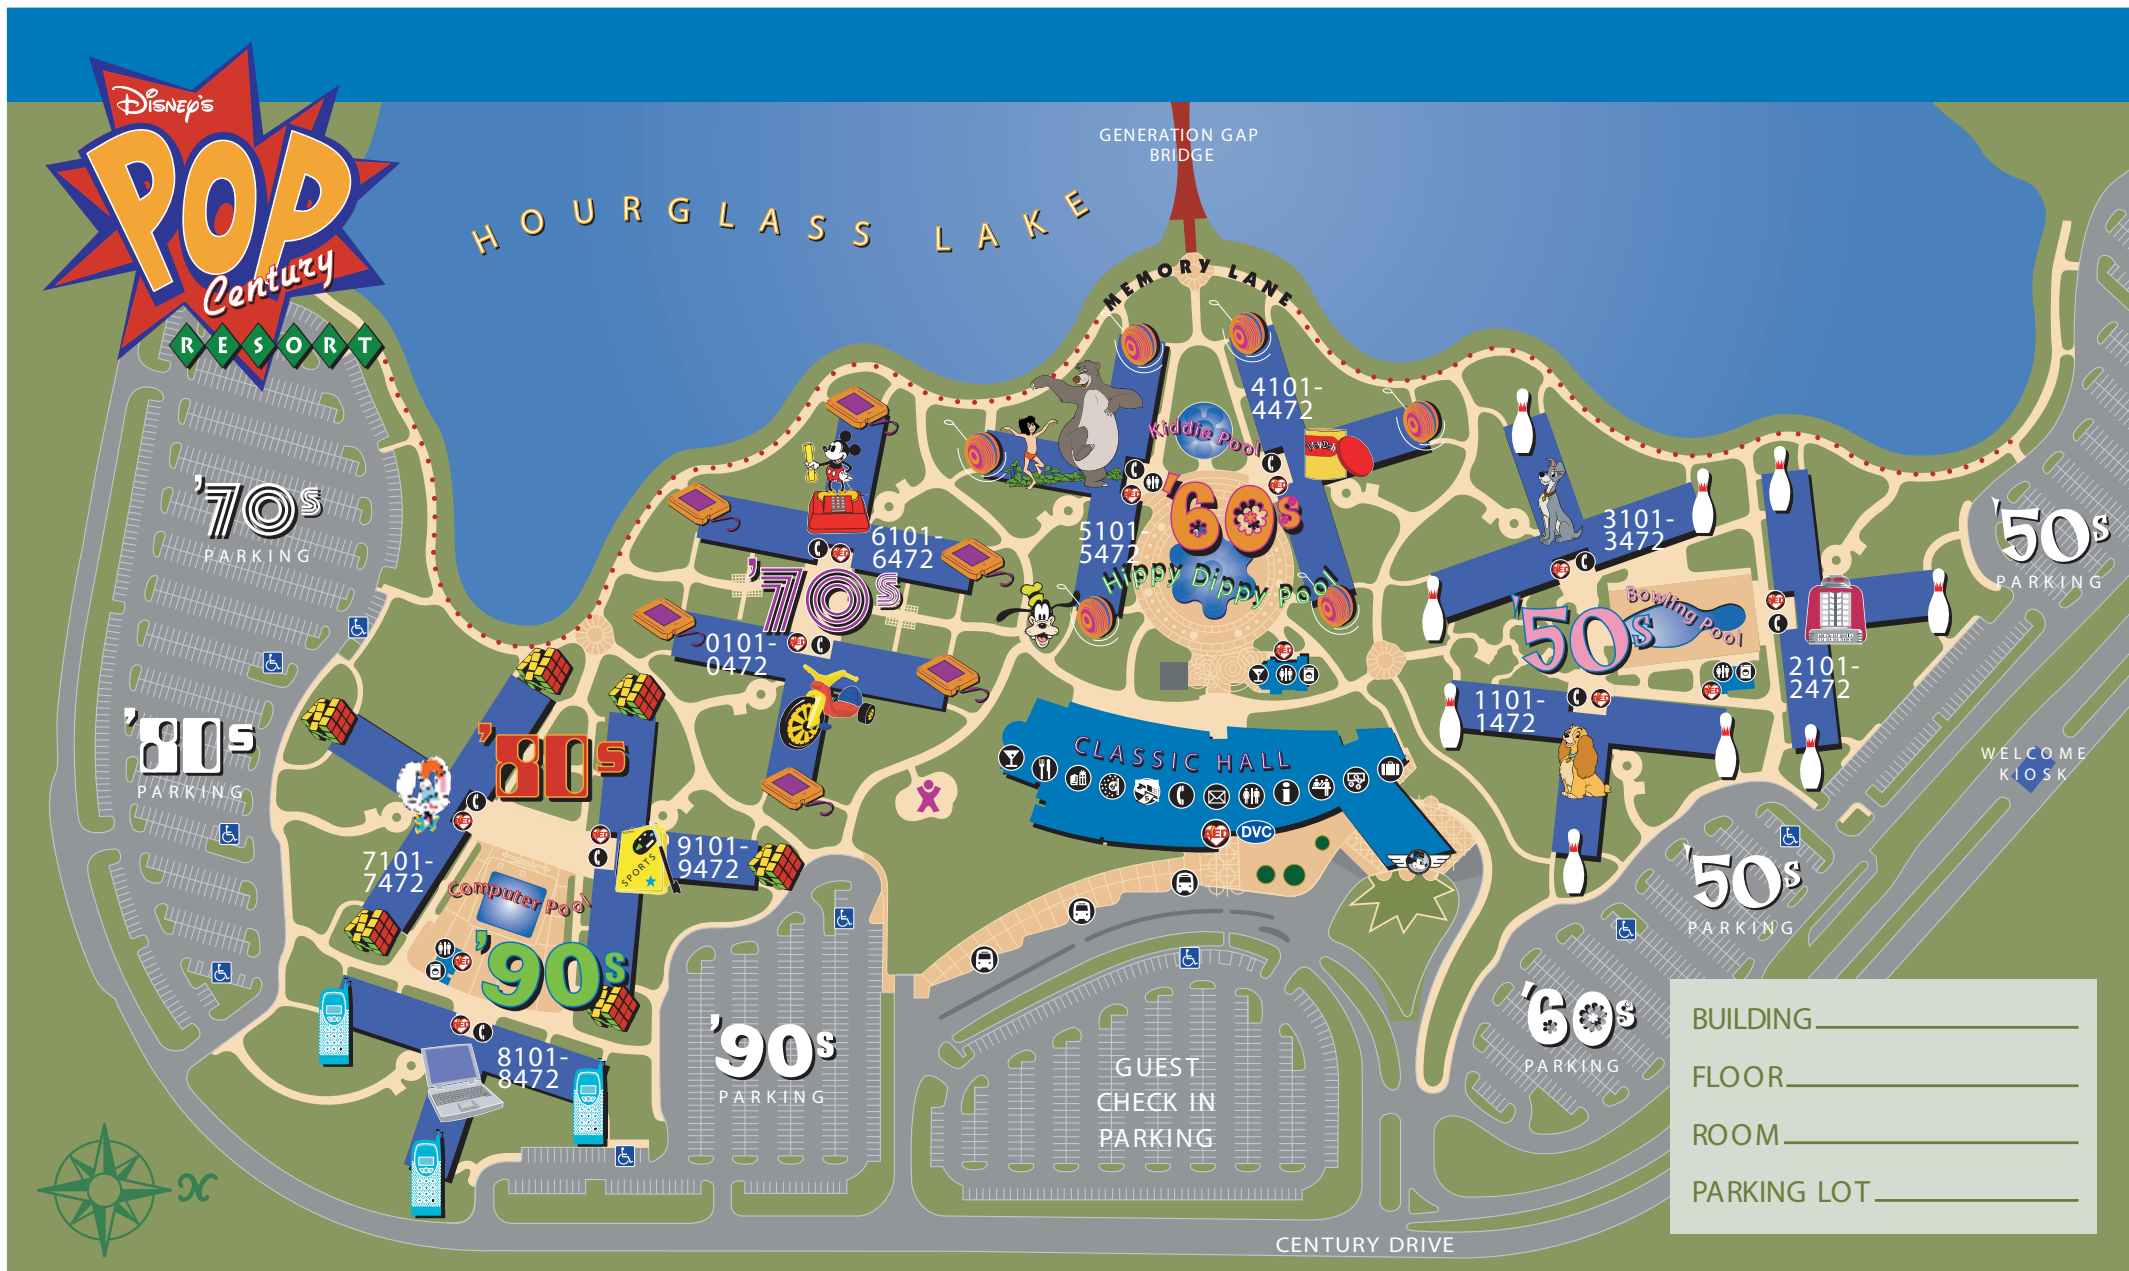 DISNEY'S
POP
Century
RESORT
GENERATION GAP
BRIDGE
HOURGLASS LAKE
MEMORY LANE
4101-
4472
Kiddie Pool
Play-Doh
'60s
5101
5472
Hippy Dippy Pool
6101-
6472
'70s
0101-
0472
3101-
3472
'50s
Bowling Pool
2101-
2472
1101-
1472
'70s
PARKING
'80s
PARKING
'50s
PARKING
WELCOME
KIOSK
'80s
7101-
7472
9101-
9472
SPORTS
Computer Pool
'90s
8101-
8472
CLASSIC HALL
DVC
'50s
PARKING
'60s
PARKING
'90s
PARKING
GUEST
CHECK IN
PARKING
CENTURY DRIVE
BUILDING
FLOOR
ROOM
PARKING LOT